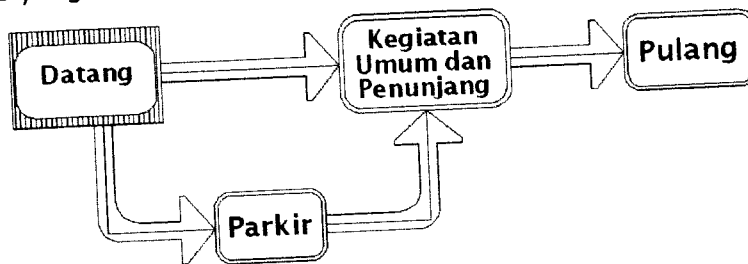 Datang
Kegiatan
Umum dan
Penunjang
Pulang
Parkir